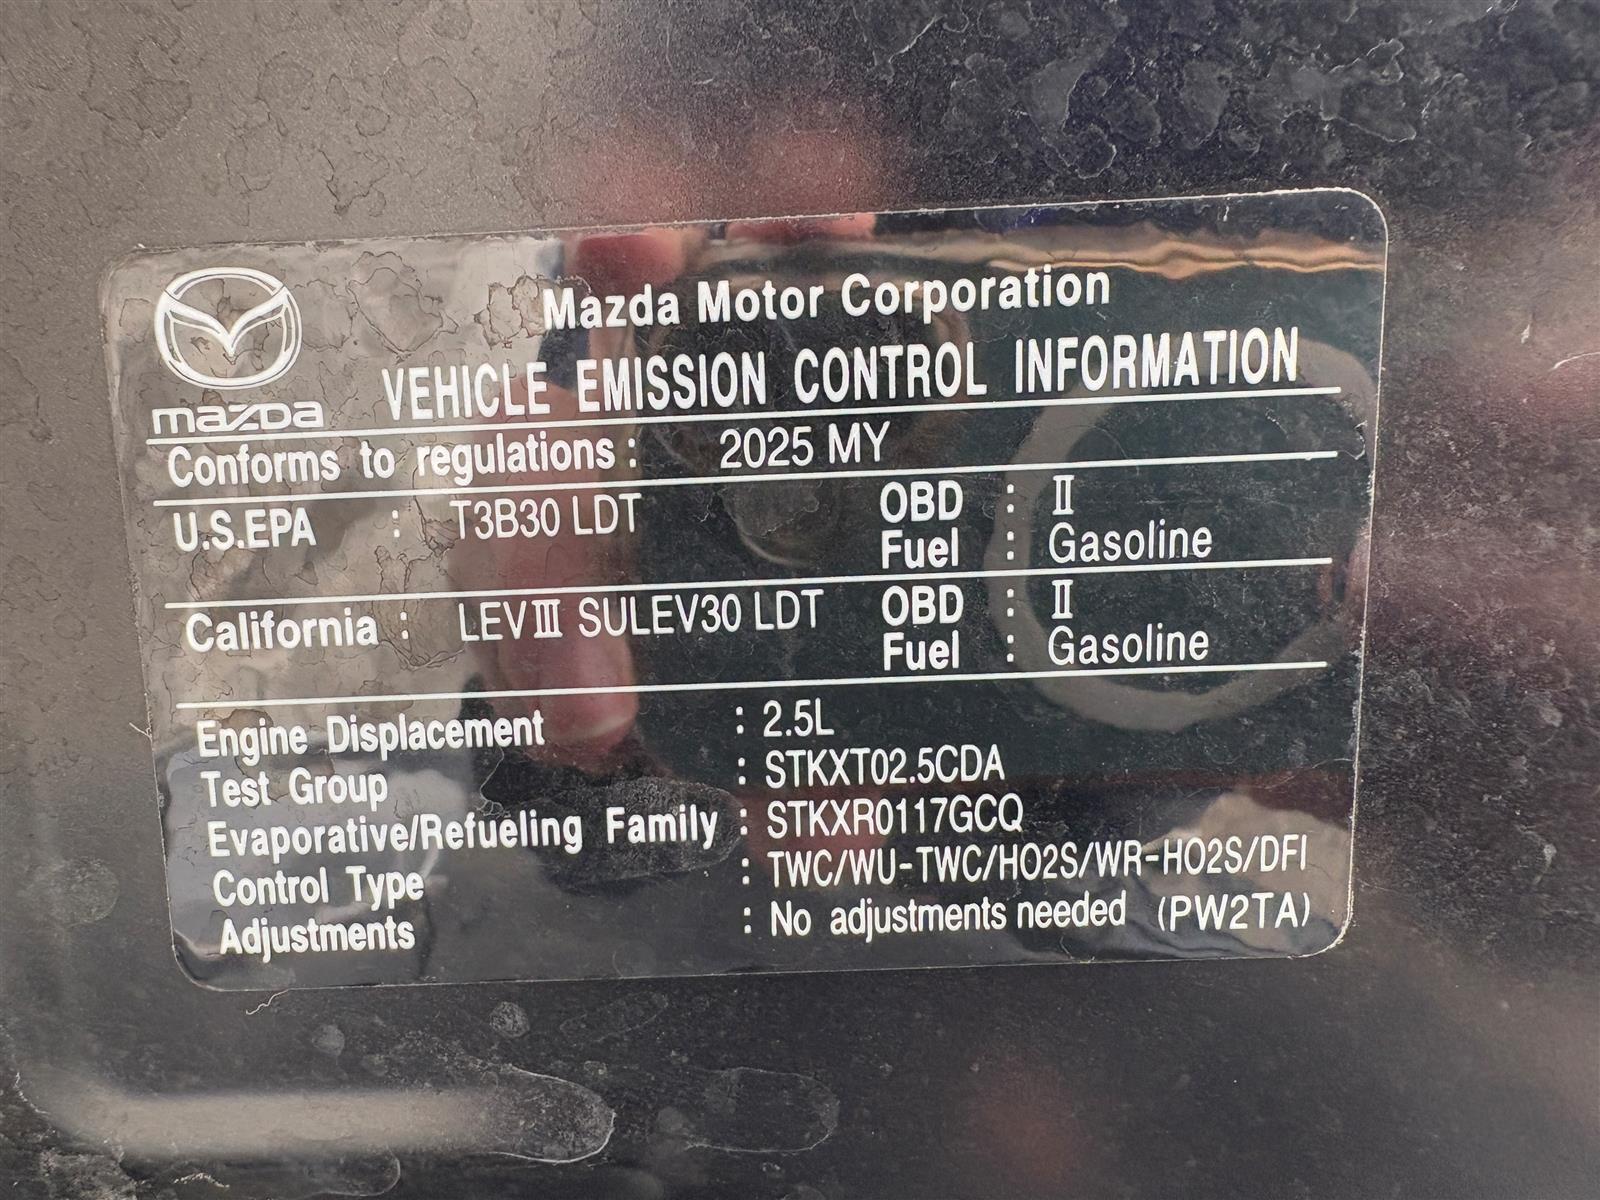 mazda
Mazda Motor Corporation
VEHICLE EMISSION CONTROL INFORMATION
Conforms to regulations : 2025 MY
U.S.EPA : T3B30 LDT OBD : II
Fuel : Gasoline
California : LEVIII SULEV30 LDT OBD : II
Fuel : Gasoline
Engine Displacement : 2.5L
Test Group : STKXT02.5CDA
Evaporative/Refueling Family : STKXR0117GCQ
Control Type : TWC/WU-TWC/HO2S/WR-HO2S/DFI
Adjustments : No adjustments needed (PW2TA)